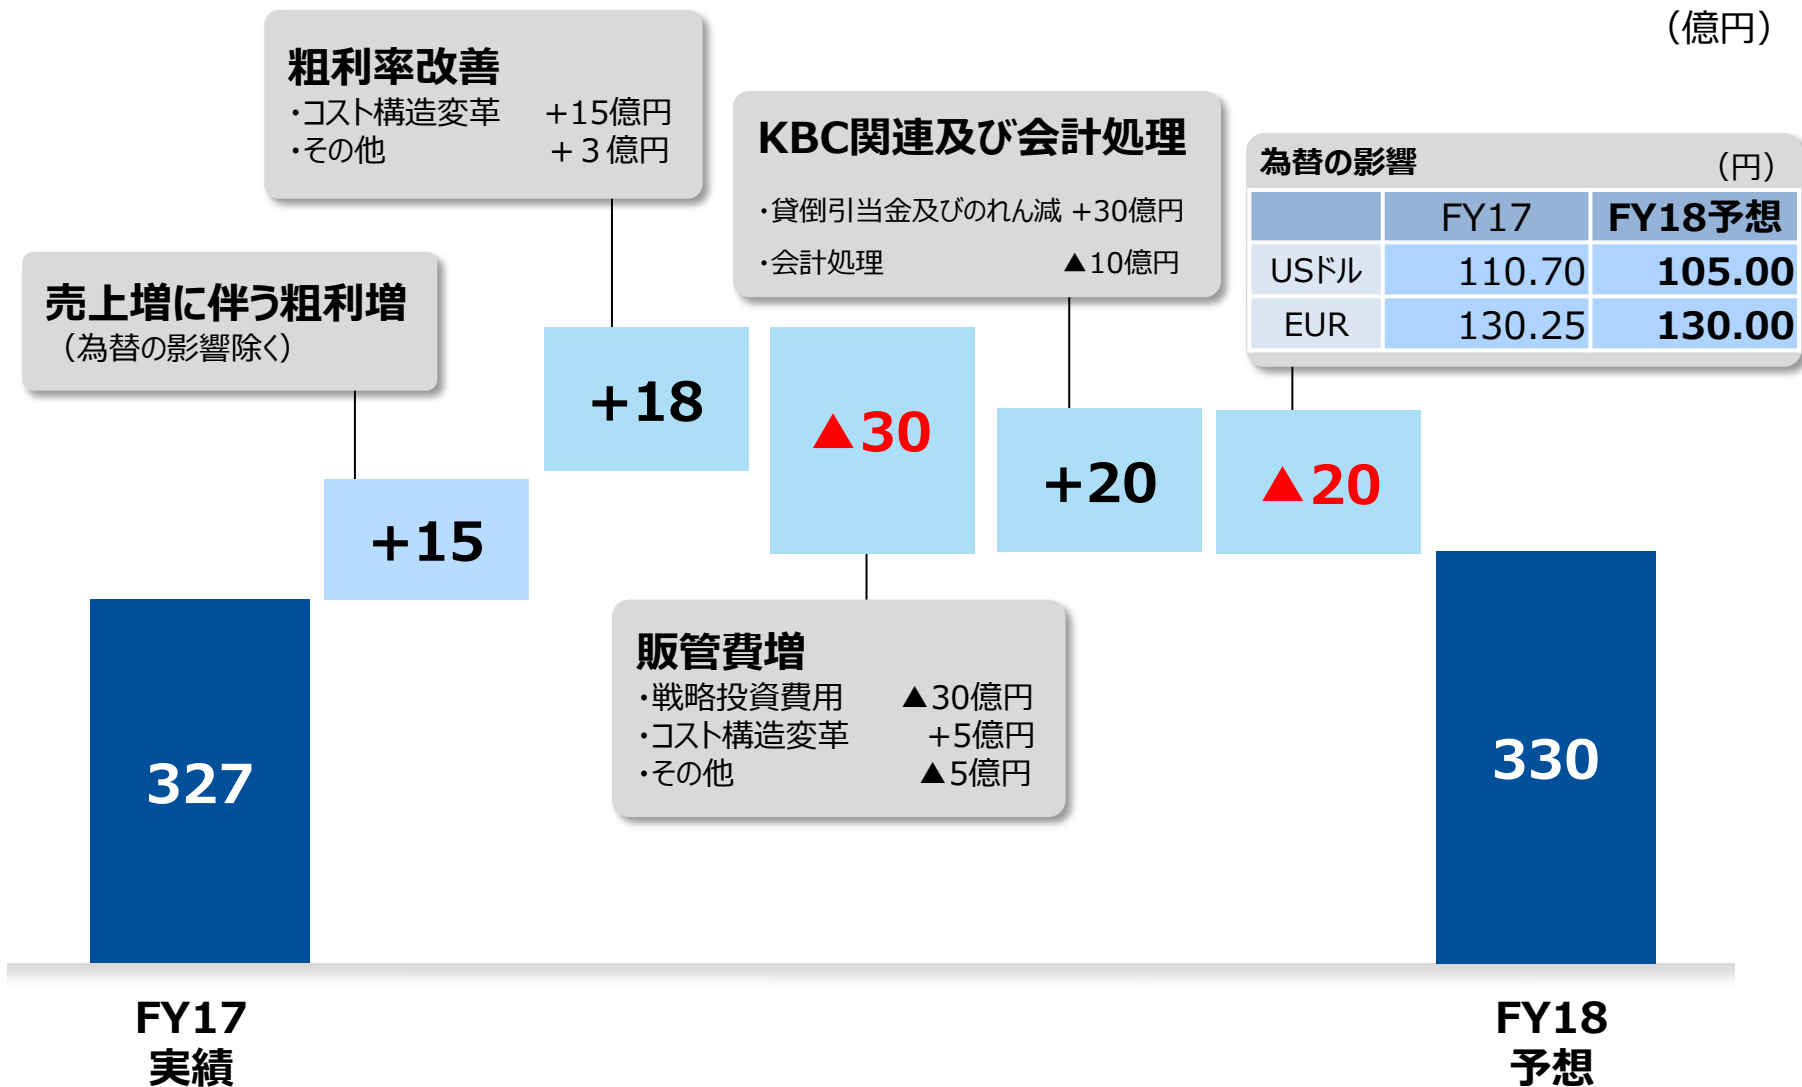 （億円）
粗利率改善
・コスト構造変革 +15億円
・その他 +３億円
KBC関連及び会計処理
・貸倒引当金及びのれん減 +30億円
・会計処理 ▲10億円
為替の影響 （円）
FY17 FY18予想
USドル 110.70 105.00
EUR 130.25 130.00
売上増に伴う粗利増
（為替の影響除く）
+15
+18
▲30
+20
▲20
販管費増
・戦略投資費用 ▲30億円
・コスト構造変革 +5億円
・その他 ▲5億円
327
330
FY17
実績
FY18
予想